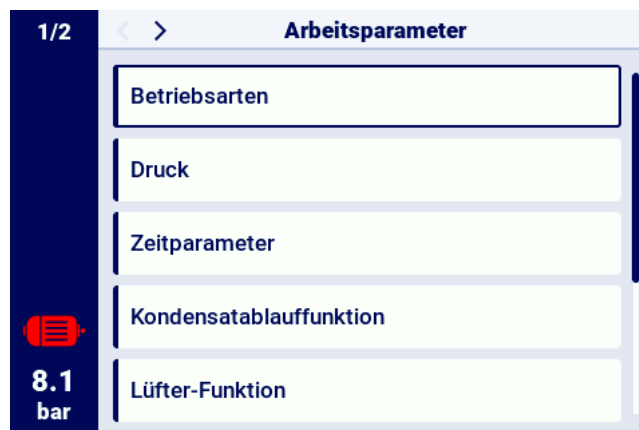 1/2
Arbeitsparameter
Betriebsarten
Druck
Zeitparameter
Kondensatablauffunktion
Lüfter-Funktion
8.1
bar